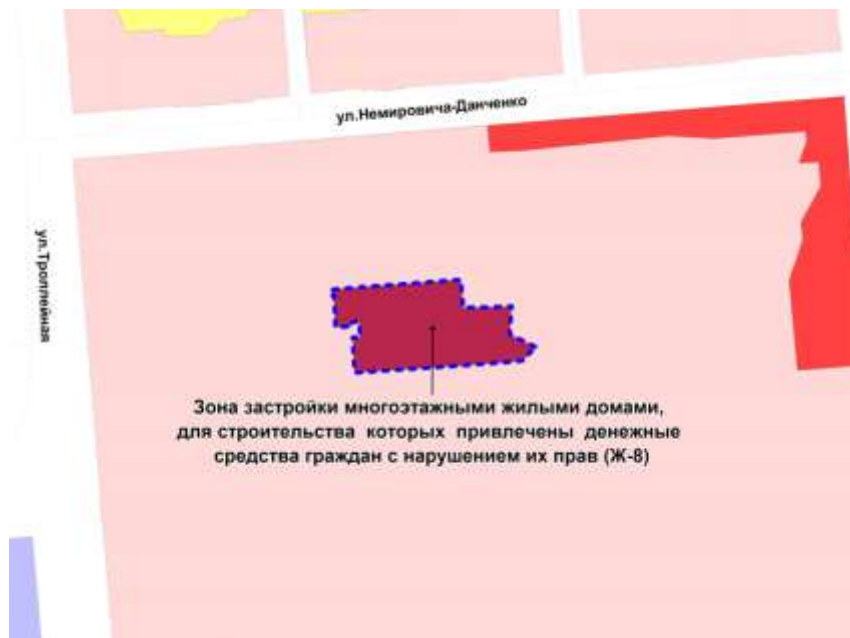 ул.Немировича-Данченко
ул.Троллейная
Зона застройки многоэтажными жилыми домами,
для строительства которых привлечены денежные
средства граждан с нарушением их прав (Ж-8)